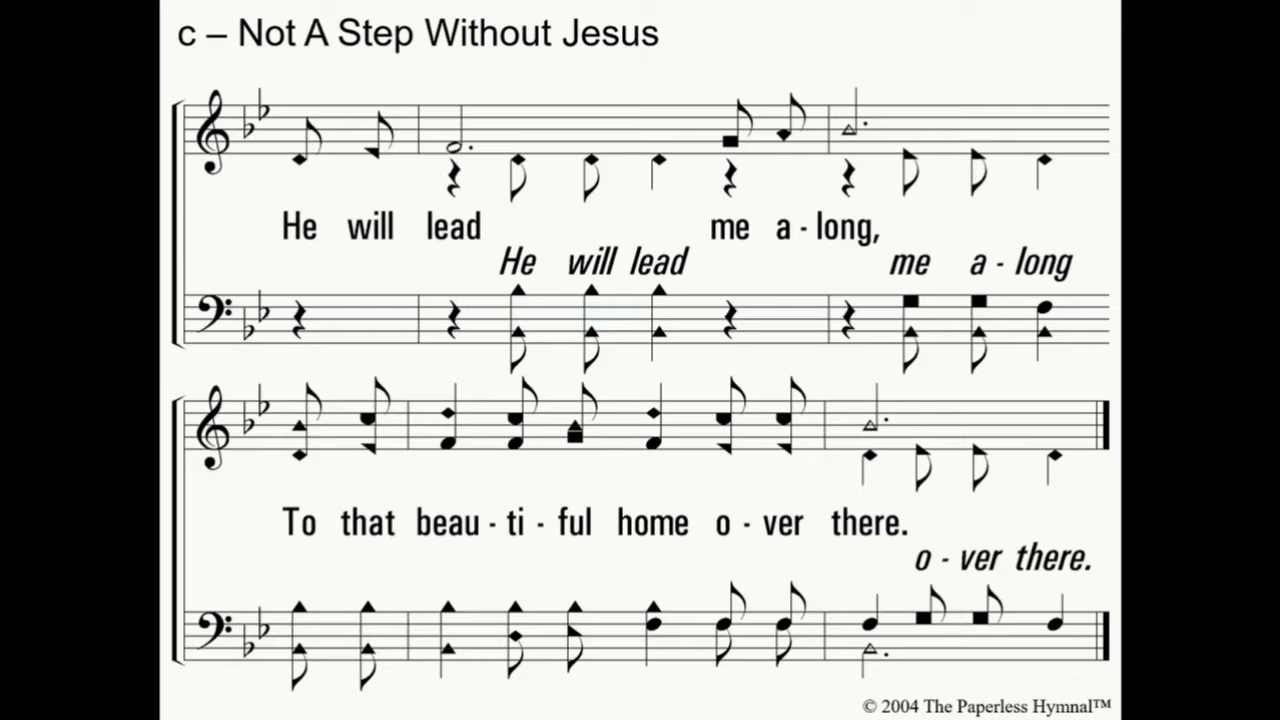 c – Not A Step Without Jesus
He will lead me a - long,
He will lead me a - long
To that beau - ti - ful home o - ver there.
o - ver there.
© 2004 The Paperless Hymnal™